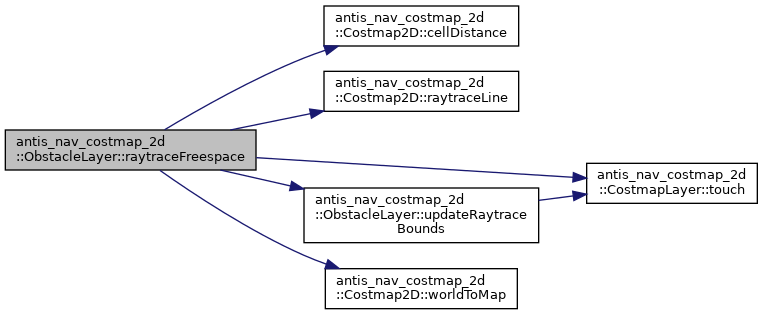 antis_nav_costmap_2d
::Costmap2D::cellDistance
antis_nav_costmap_2d
::Costmap2D::raytraceLine
antis_nav_costmap_2d
::ObstacleLayer::raytraceFreespace
antis_nav_costmap_2d
::CostmapLayer::touch
antis_nav_costmap_2d
::ObstacleLayer::updateRaytrace
Bounds
antis_nav_costmap_2d
::Costmap2D::worldToMap